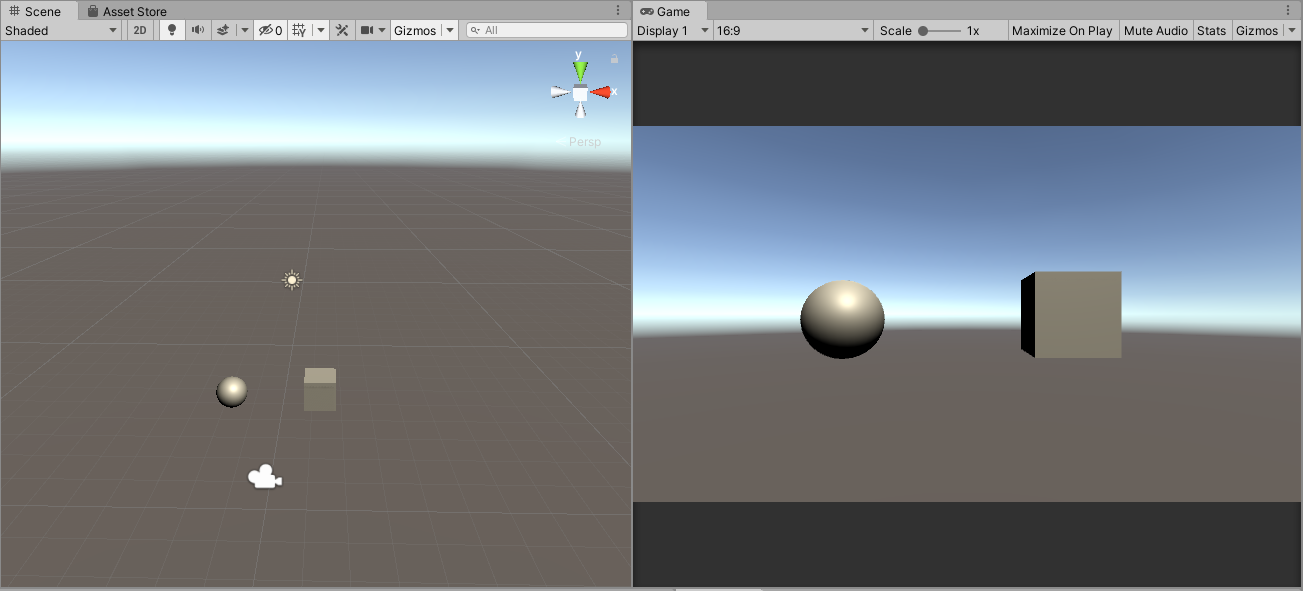 Scene
Asset Store
Shaded
2D
0
Gizmos
All
y
x
Persp
Game
Display 1
16:9
Scale
1x
Maximize On Play
Mute Audio
Stats
Gizmos